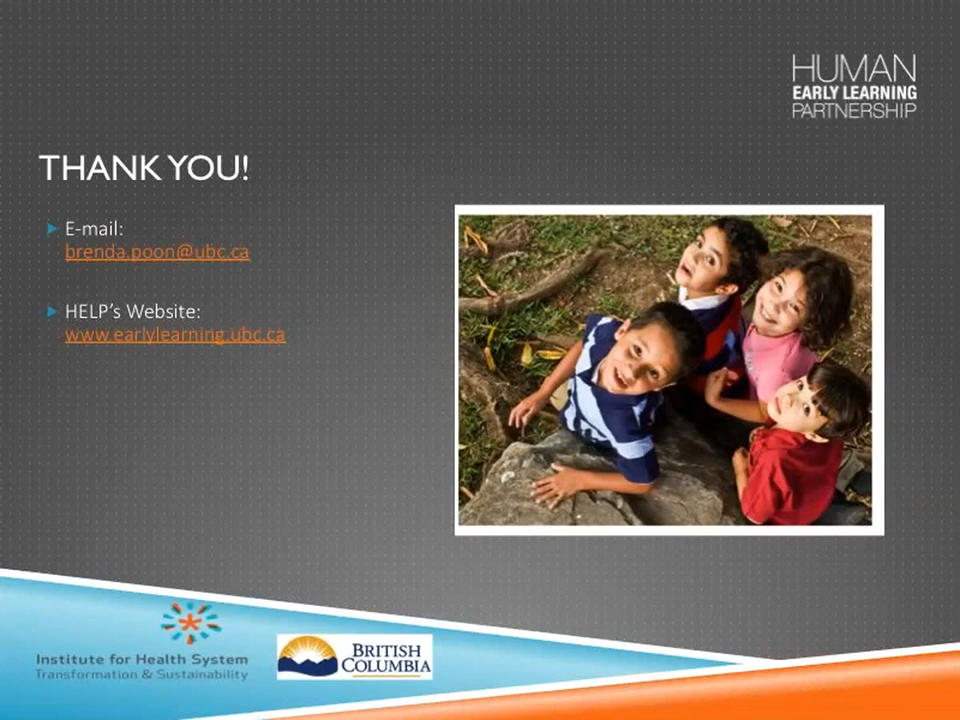 HUMAN
EARLY LEARNING
PARTNERSHIP
THANK YOU!
E-mail:
brenda.poon@ubc.ca
HELP’s Website:
www.earlylearning.ubc.ca
Institute for Health System
Transformation & Sustainability
BRITISH
COLUMBIA